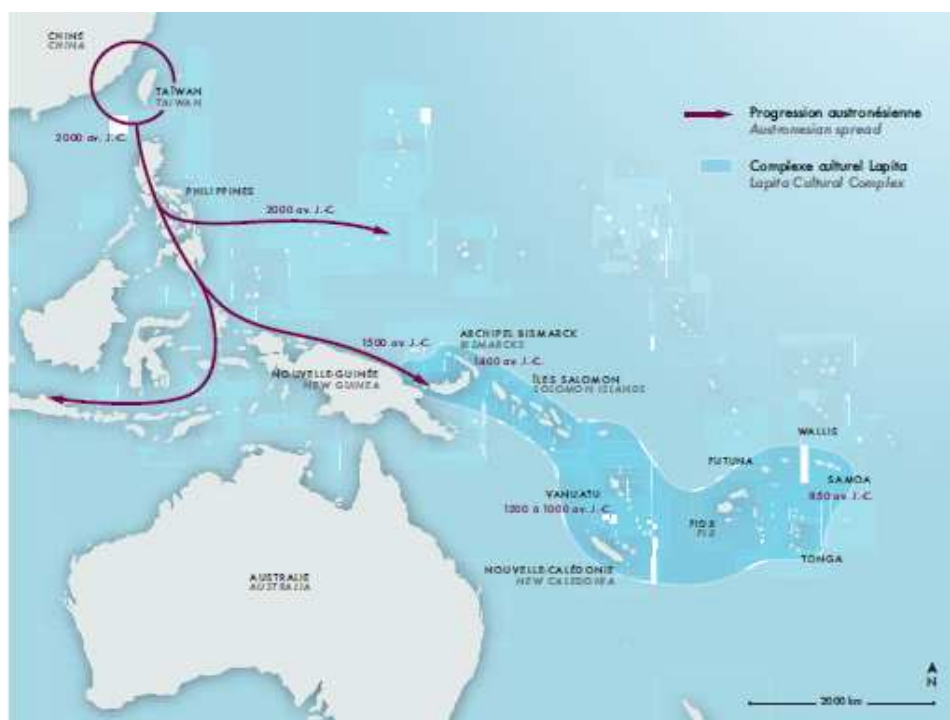 CHINE
CHINA
TAÏWAN
TAIWAN
2000 av. J.-C.
PHILIPPINES
2000 av. J.-C.
Progression austronésienne
Austronesian spread
Complexe culturel Lapita
Lapita Cultural Complex
1500 av. J.-C.
ARCHIPEL BISMARCK
BISMARCKS
1400 av. J.-C.
NOUVELLE-GUINÉE
NEW GUINEA
ÎLES SALOMON
SOLOMON ISLANDS
WALLIS
FUTUNA
SAMOA
850 av. J.-C.
VANUATU
1200 à 1000 av. J.-C.
FIDJI
FIJI
TONGA
NOUVELLE-CALÉDONIE
NEW CALEDONIA
AUSTRALIE
AUSTRALIA
N
2000 km